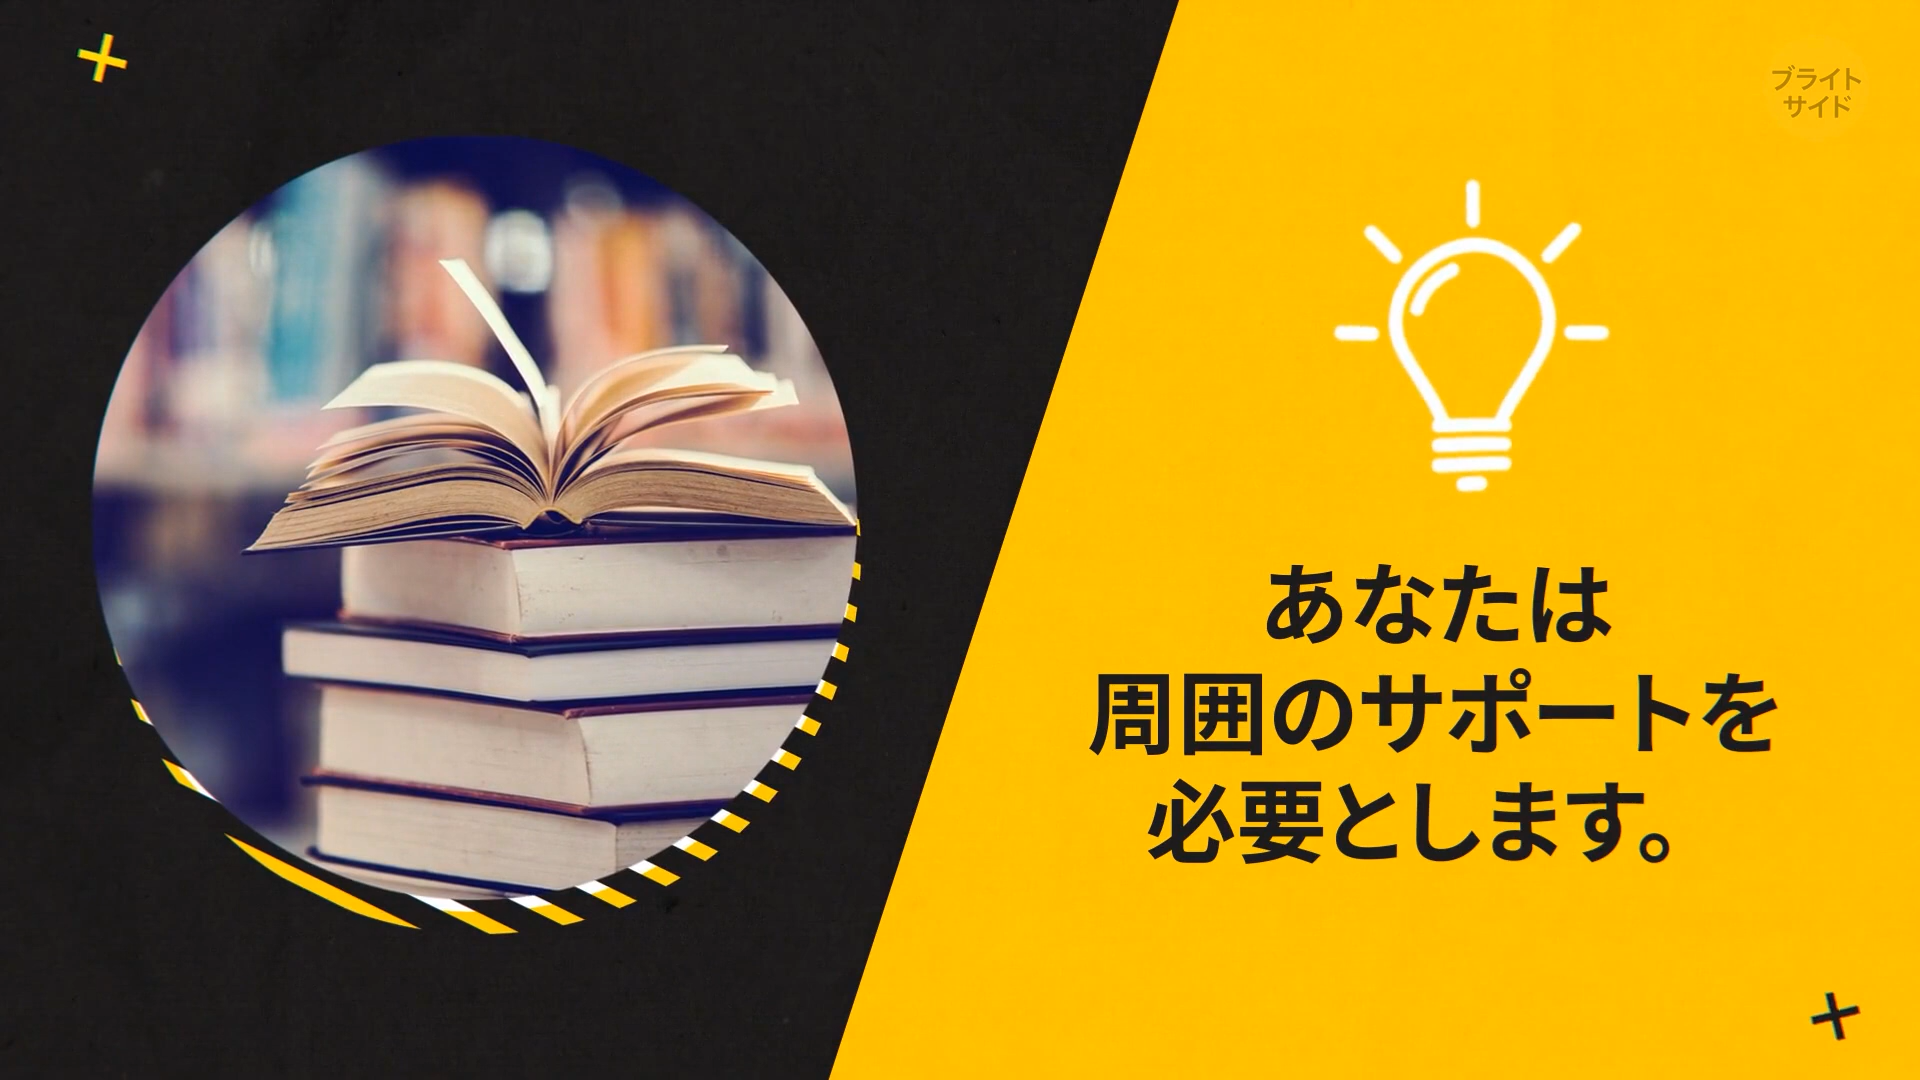 ブライト
サイド
あなたは
周囲のサポートを
必要とします。